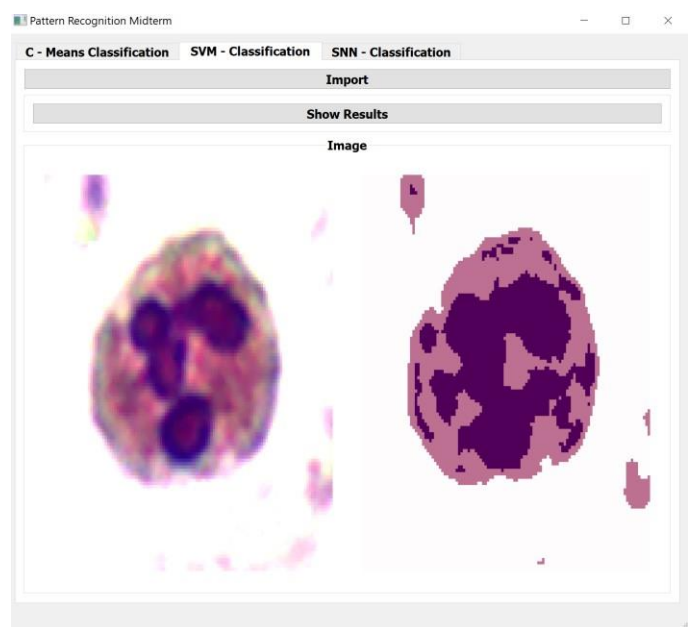 Pattern Recognition Midterm
C - Means Classification SVM - Classification SNN - Classification
Import
Show Results
Image